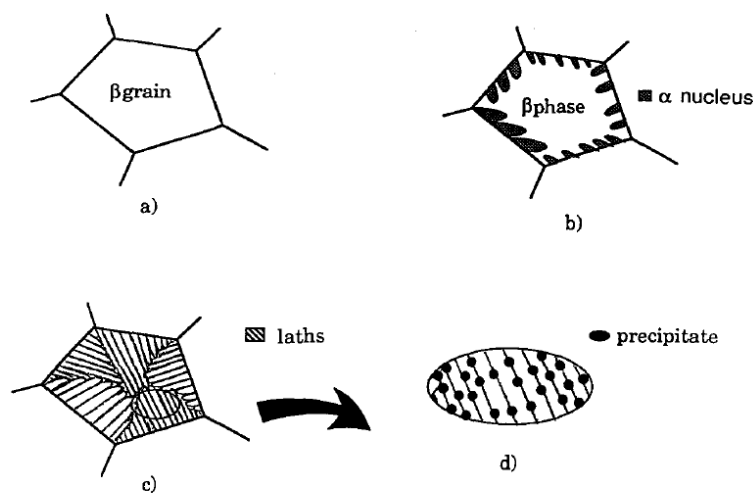 βgrain
a)
βphase
α nucleus
b)
laths
c)
precipitate
d)